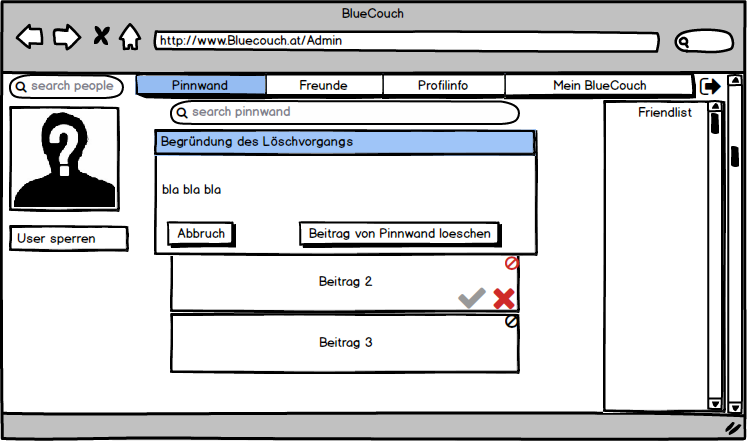 BlueCouch
http://www.Bluecouch.at/Admin
search people
Pinnwand
Freunde
Profilinfo
Mein BlueCouch
search pinnwand
Friendlist
Begründung des Löschvorgangs
bla bla bla
User sperren
Abbruch
Beitrag von Pinnwand loeschen
Beitrag 2
Beitrag 3